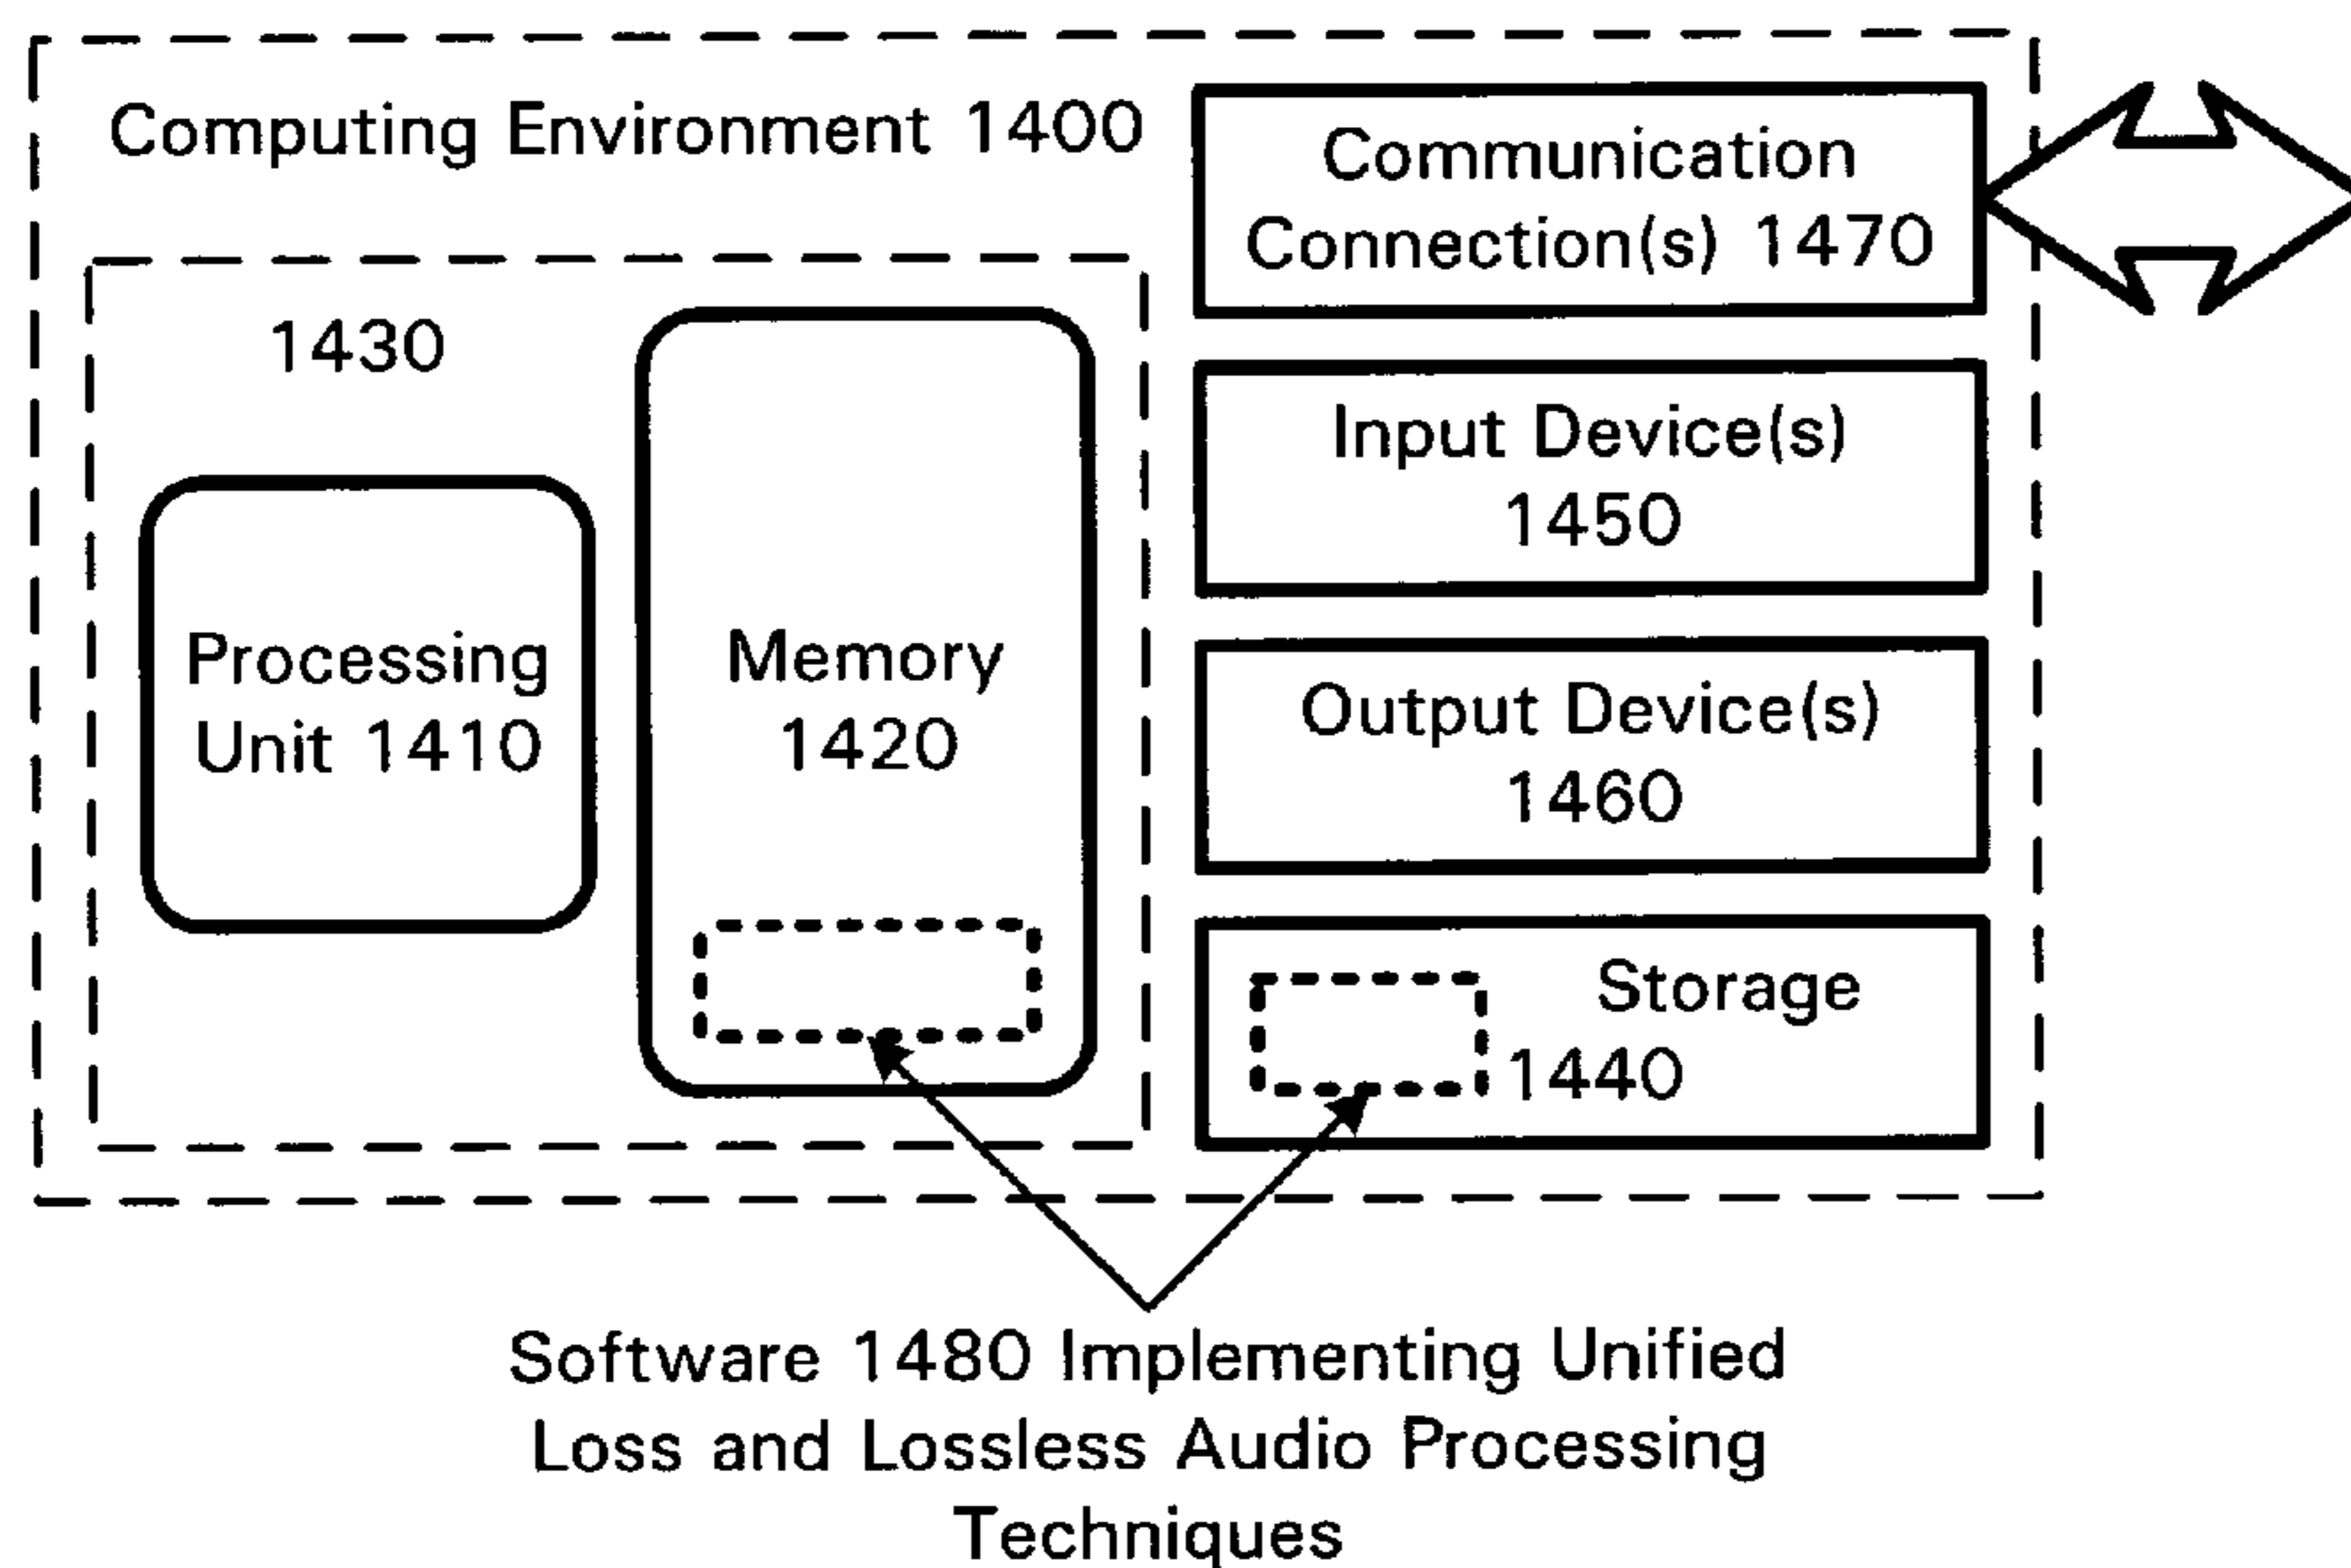 Computing Environment 1400
Communication
Connection(s) 1470
1430
Input Device(s)
1450
Processing
Unit 1410
Memory
1420
Output Device(s)
1460
Storage
1440
Software 1480 Implementing Unified
Loss and Lossless Audio Processing
Techniques